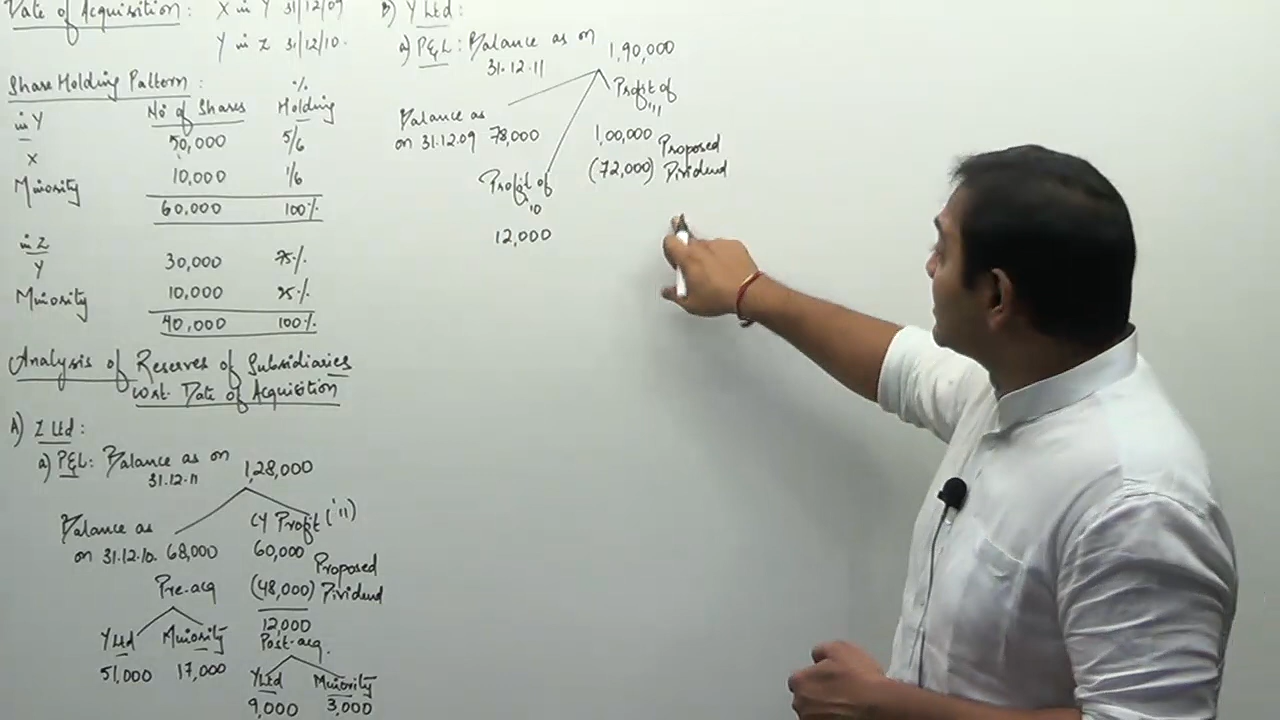 Date of Acquisition : X in Y 31/12/09
Y in Z 31/12/10.
Share Holding Pattern :
No of Shares % Holding
in Y
X 50,000 5/6
Minority 10,000 1/6
60,000 100%
in Z
Y 30,000 75%
Minority 10,000 25%
40,000 100%
Analysis of Reserves of Subsidiaries
w.r.t. Date of Acquisition
A) Z Ltd :
a) P&L : Balance as on 31.12.11 1,28,000
Balance as on 31.12.10. 68,000
Pre-acq
Y Ltd Minority
51,000 17,000
CY Profit ('11)
60,000
(48,000) Proposed Dividend
12,000
Post-acq.
Y Ltd Minority
9,000 3,000
B) Y Ltd :
a) P&L : Balance as on 31.12.11 1,90,000
Balance as on 31.12.09 78,000
Profit of '10
12,000
Profit of '11
1,00,000
(72,000) Proposed Dividend